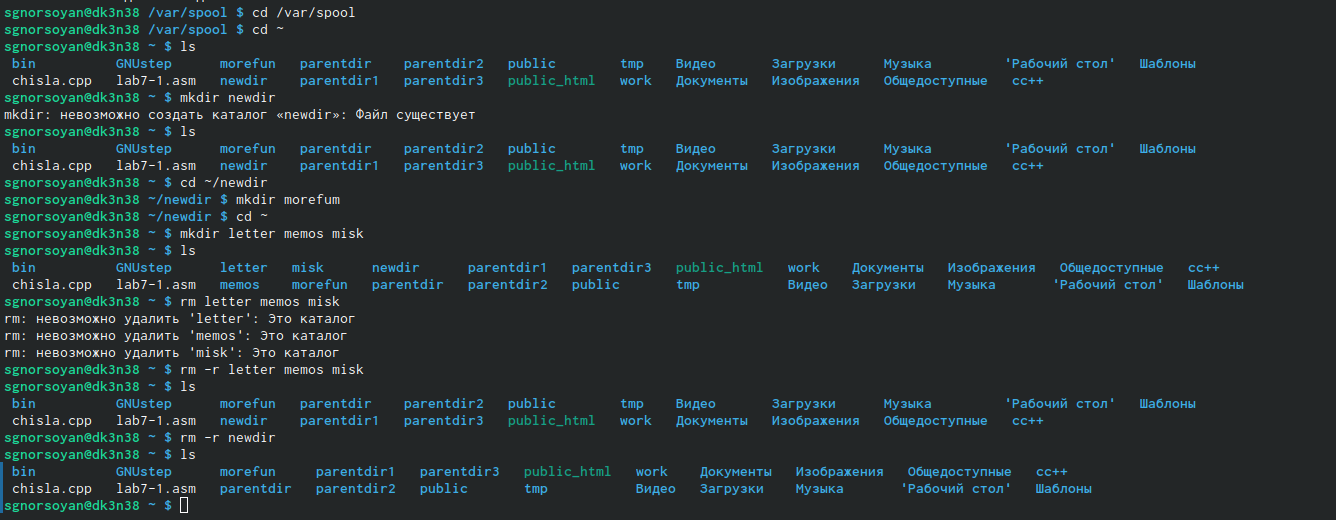 sgnorsoyan@dk3n38 /var/spool $ cd /var/spool
sgnorsoyan@dk3n38 /var/spool $ cd ~
sgnorsoyan@dk3n38 ~ $ ls
bin GNUstep morefun parentdir parentdir2 public tmp Видео Загрузки Музыка 'Рабочий стол' Шаблоны
chisla.cpp lab7-1.asm newdir parentdir1 parentdir3 public_html work Документы Изображения Общедоступные сс++
sgnorsoyan@dk3n38 ~ $ mkdir newdir
mkdir: невозможно создать каталог «newdir»: Файл существует
sgnorsoyan@dk3n38 ~ $ ls
bin GNUstep morefun parentdir parentdir2 public tmp Видео Загрузки Музыка 'Рабочий стол' Шаблоны
chisla.cpp lab7-1.asm newdir parentdir1 parentdir3 public_html work Документы Изображения Общедоступные сс++
sgnorsoyan@dk3n38 ~ $ cd ~/newdir
sgnorsoyan@dk3n38 ~/newdir $ mkdir morefum
sgnorsoyan@dk3n38 ~/newdir $ cd ~
sgnorsoyan@dk3n38 ~ $ mkdir letter memos misk
sgnorsoyan@dk3n38 ~ $ ls
bin GNUstep letter misk newdir parentdir1 parentdir3 public_html work Документы Изображения Общедоступные сс++
chisla.cpp lab7-1.asm memos morefun parentdir parentdir2 public tmp Видео Загрузки Музыка 'Рабочий стол' Шаблоны
sgnorsoyan@dk3n38 ~ $ rm letter memos misk
rm: невозможно удалить 'letter': Это каталог
rm: невозможно удалить 'memos': Это каталог
rm: невозможно удалить 'misk': Это каталог
sgnorsoyan@dk3n38 ~ $ rm -r letter memos misk
sgnorsoyan@dk3n38 ~ $ ls
bin GNUstep morefun parentdir parentdir2 public tmp Видео Загрузки Музыка 'Рабочий стол' Шаблоны
chisla.cpp lab7-1.asm newdir parentdir1 parentdir3 public_html work Документы Изображения Общедоступные сс++
sgnorsoyan@dk3n38 ~ $ rm -r newdir
sgnorsoyan@dk3n38 ~ $ ls
bin GNUstep morefun parentdir1 parentdir3 public_html work Документы Изображения Общедоступные сс++
chisla.cpp lab7-1.asm parentdir parentdir2 public tmp Видео Загрузки Музыка 'Рабочий стол' Шаблоны
sgnorsoyan@dk3n38 ~ $